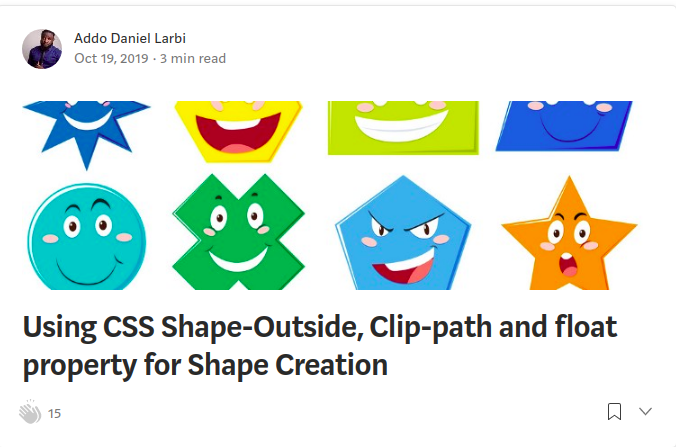 Addo Daniel Larbi
Oct 19, 2019 · 3 min read
Using CSS Shape-Outside, Clip-path and float
property for Shape Creation
15